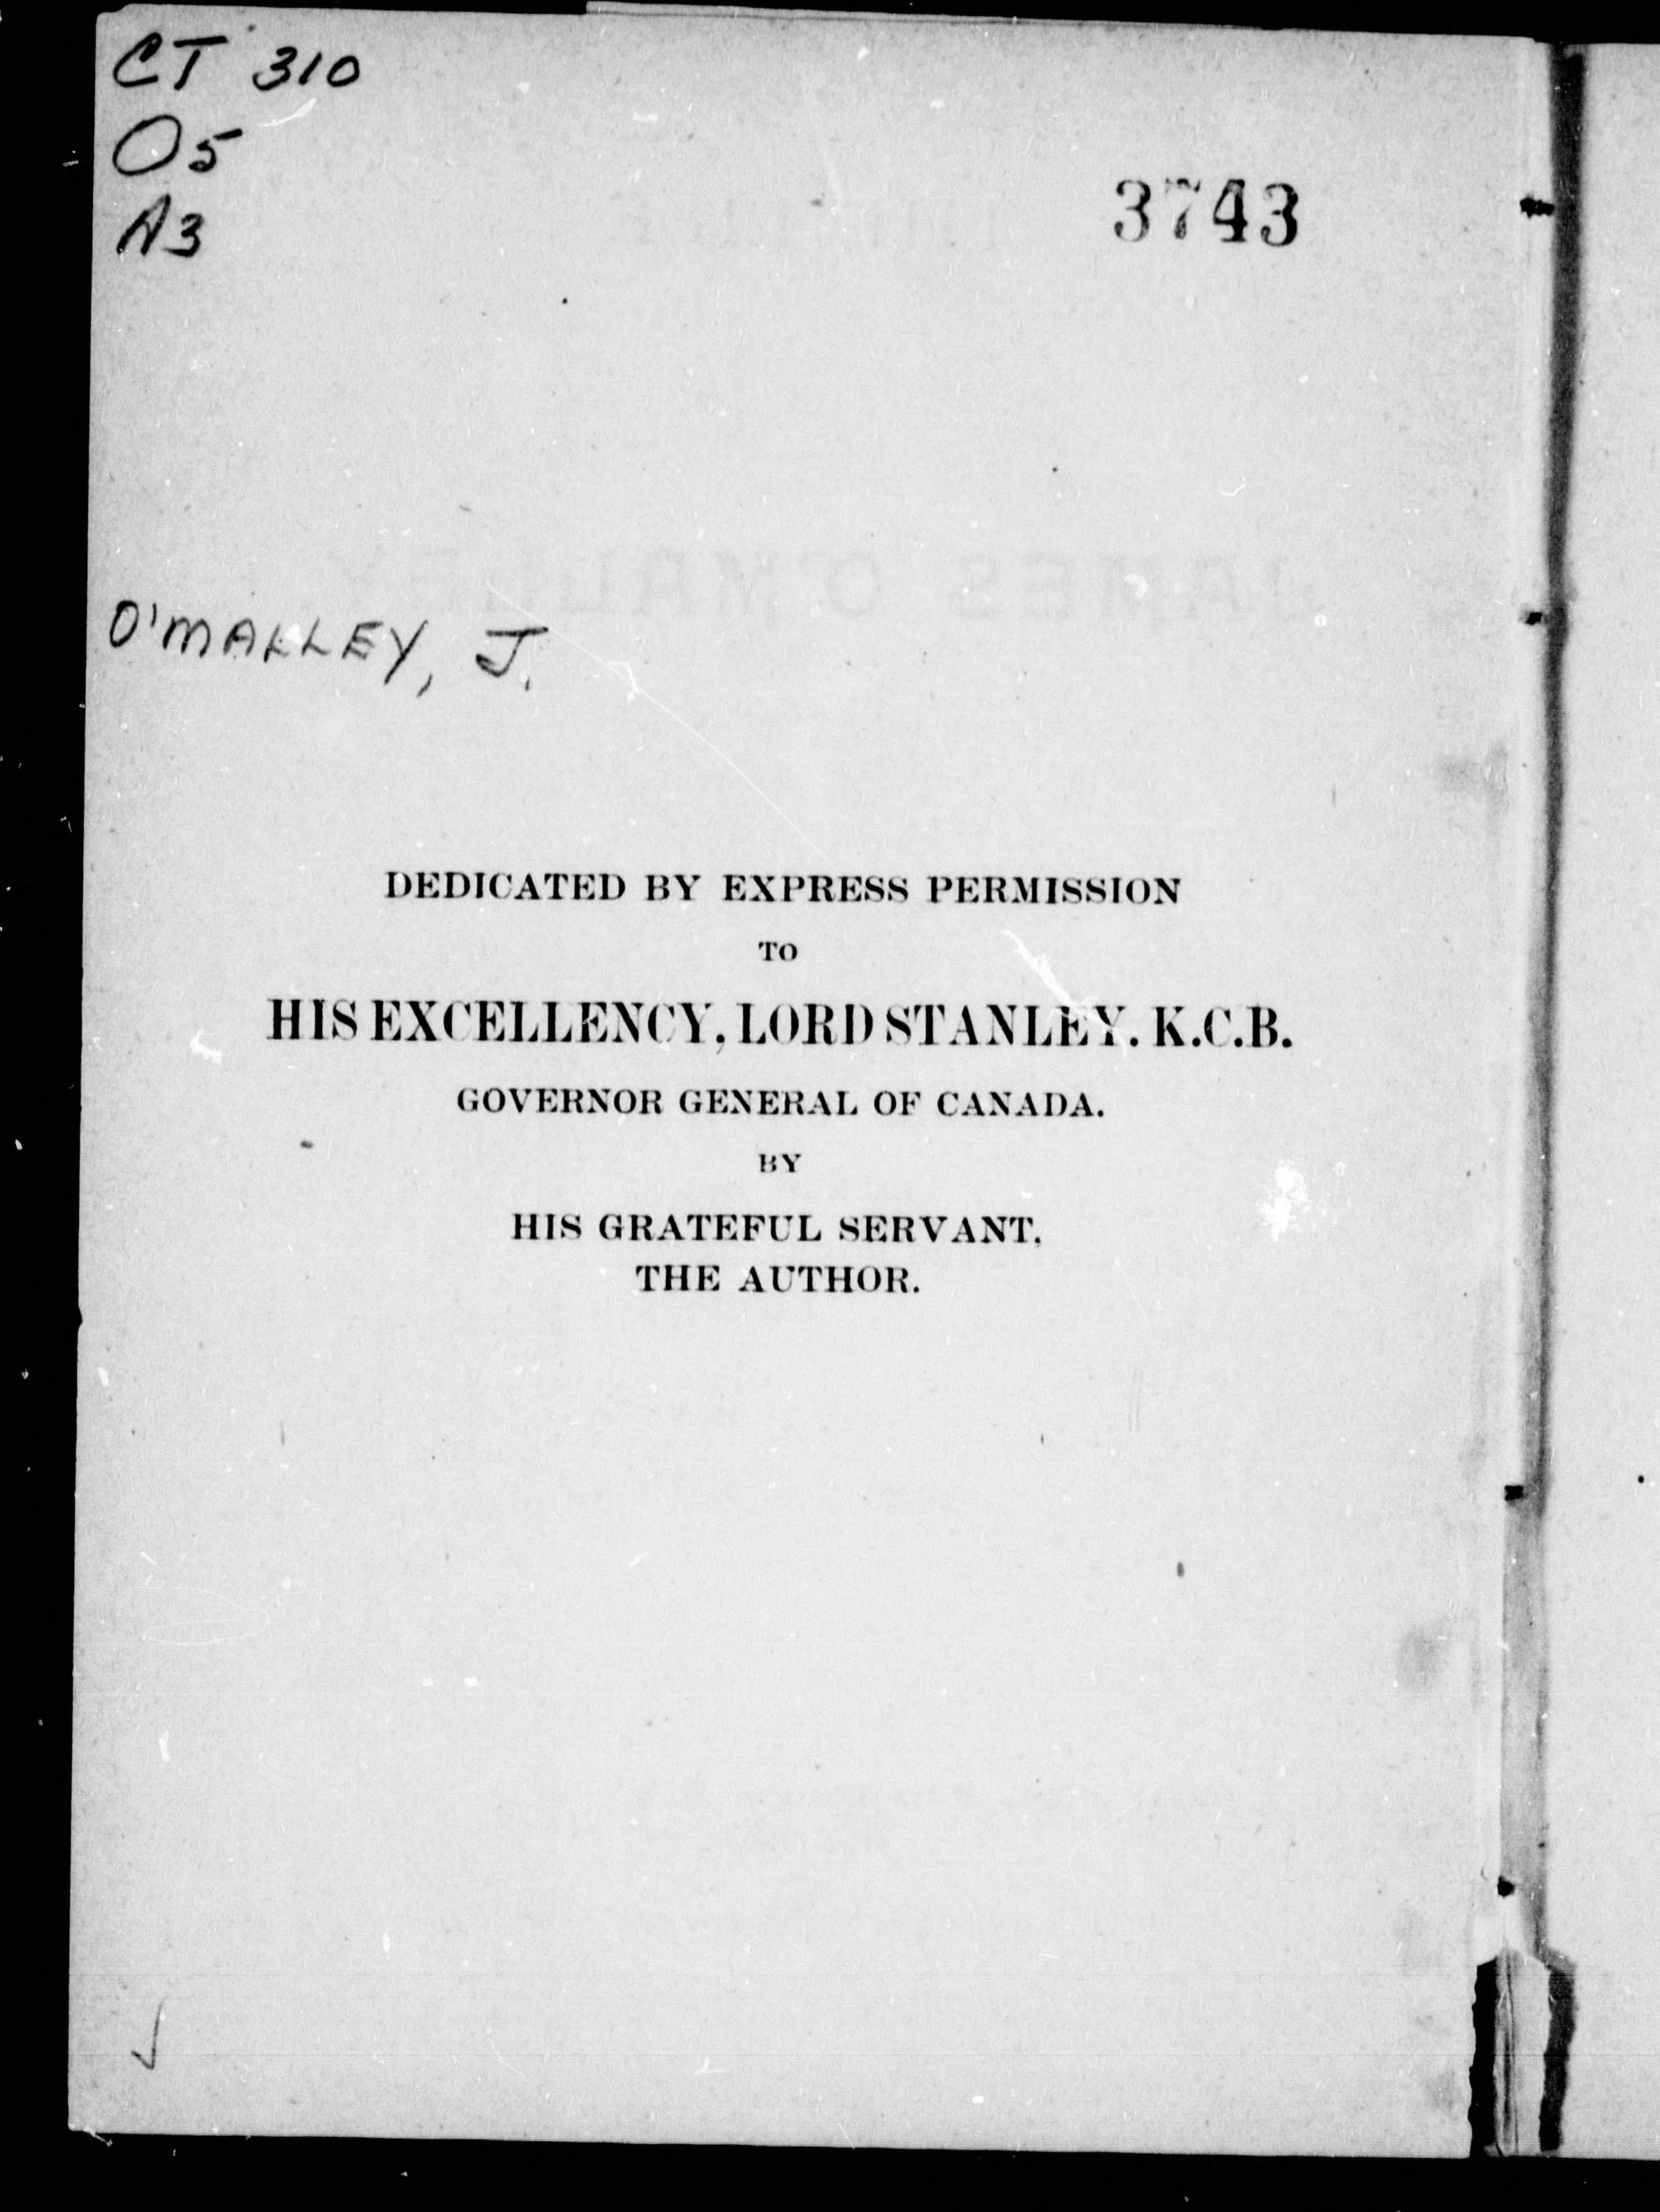 CT 310
O5
A3
3743
O'MALLEY, J.
DEDICATED BY EXPRESS PERMISSION
TO
HIS EXCELLENCY, LORD STANLEY. K.C.B.
GOVERNOR GENERAL OF CANADA.
BY
HIS GRATEFUL SERVANT,
THE AUTHOR.